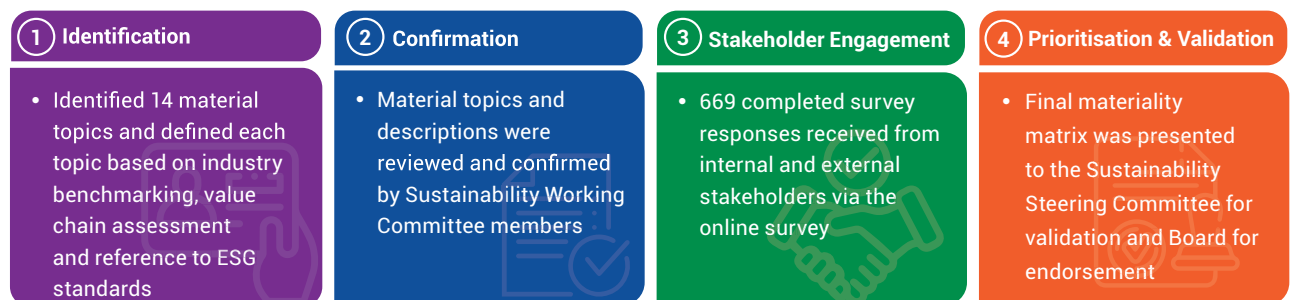 1 Identification
• Identified 14 material
topics and defined each
topic based on industry
benchmarking, value
chain assessment
and reference to ESG
standards
2 Confirmation
• Material topics and
descriptions were
reviewed and confirmed
by Sustainability Working
Committee members
3 Stakeholder Engagement
• 669 completed survey
responses received from
internal and external
stakeholders via the
online survey
4 Prioritisation & Validation
• Final materiality
matrix was presented
to the Sustainability
Steering Committee for
validation and Board for
endorsement